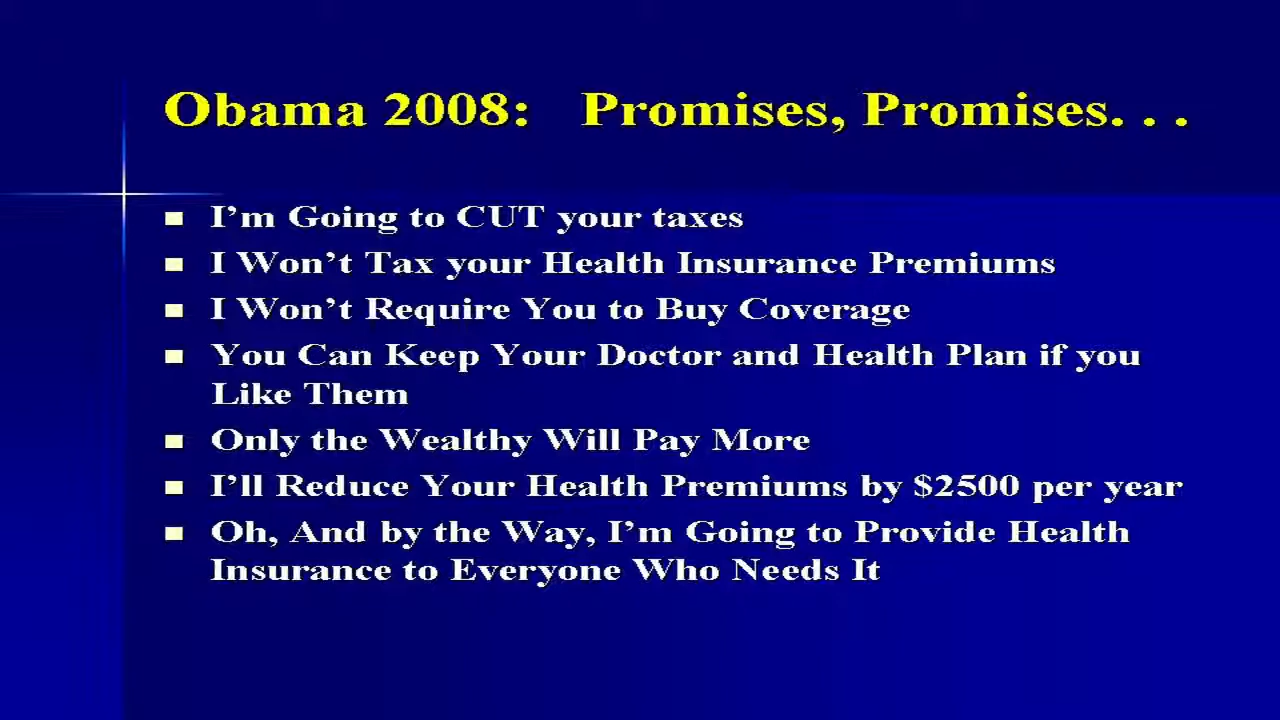 Obama 2008: Promises, Promises. . .
I’m Going to CUT your taxes
I Won’t Tax your Health Insurance Premiums
I Won’t Require You to Buy Coverage
You Can Keep Your Doctor and Health Plan if you
Like Them
Only the Wealthy Will Pay More
I’ll Reduce Your Health Premiums by $2500 per year
Oh, And by the Way, I’m Going to Provide Health
Insurance to Everyone Who Needs It